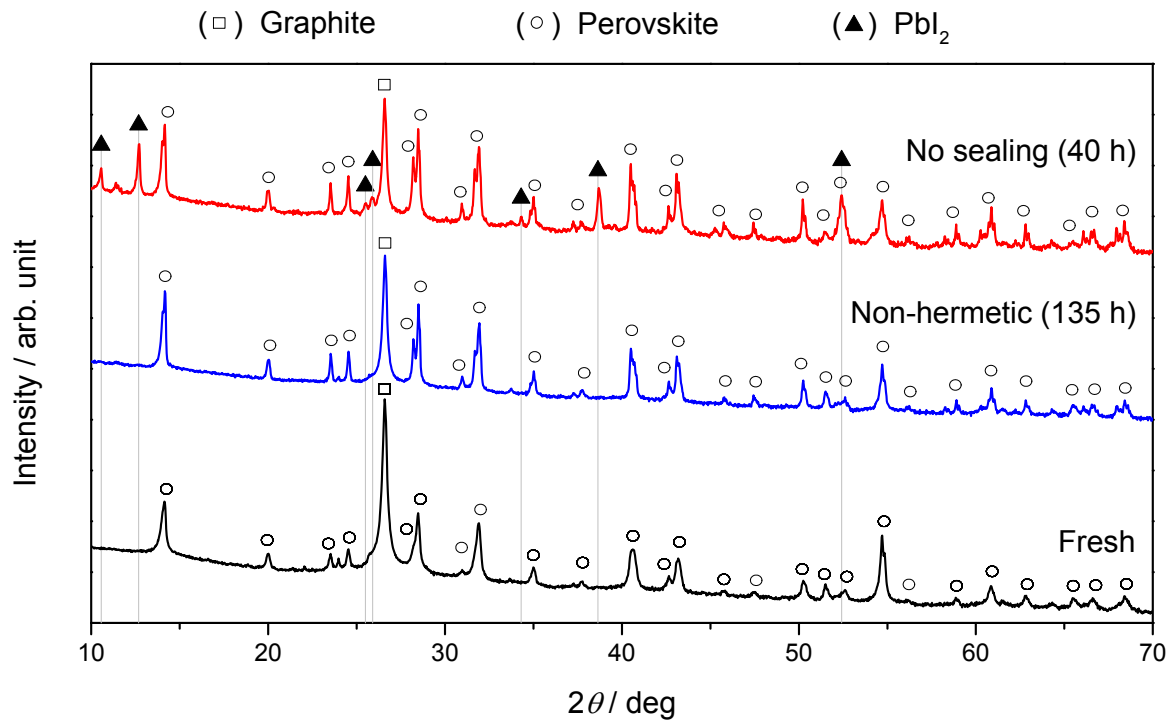 (□) Graphite (○) Perovskite (▲) PbI₂
No sealing (40 h)
Non-hermetic (135 h)
Fresh
Intensity / arb. unit
10 20 30 40 50 60 70
2θ / deg